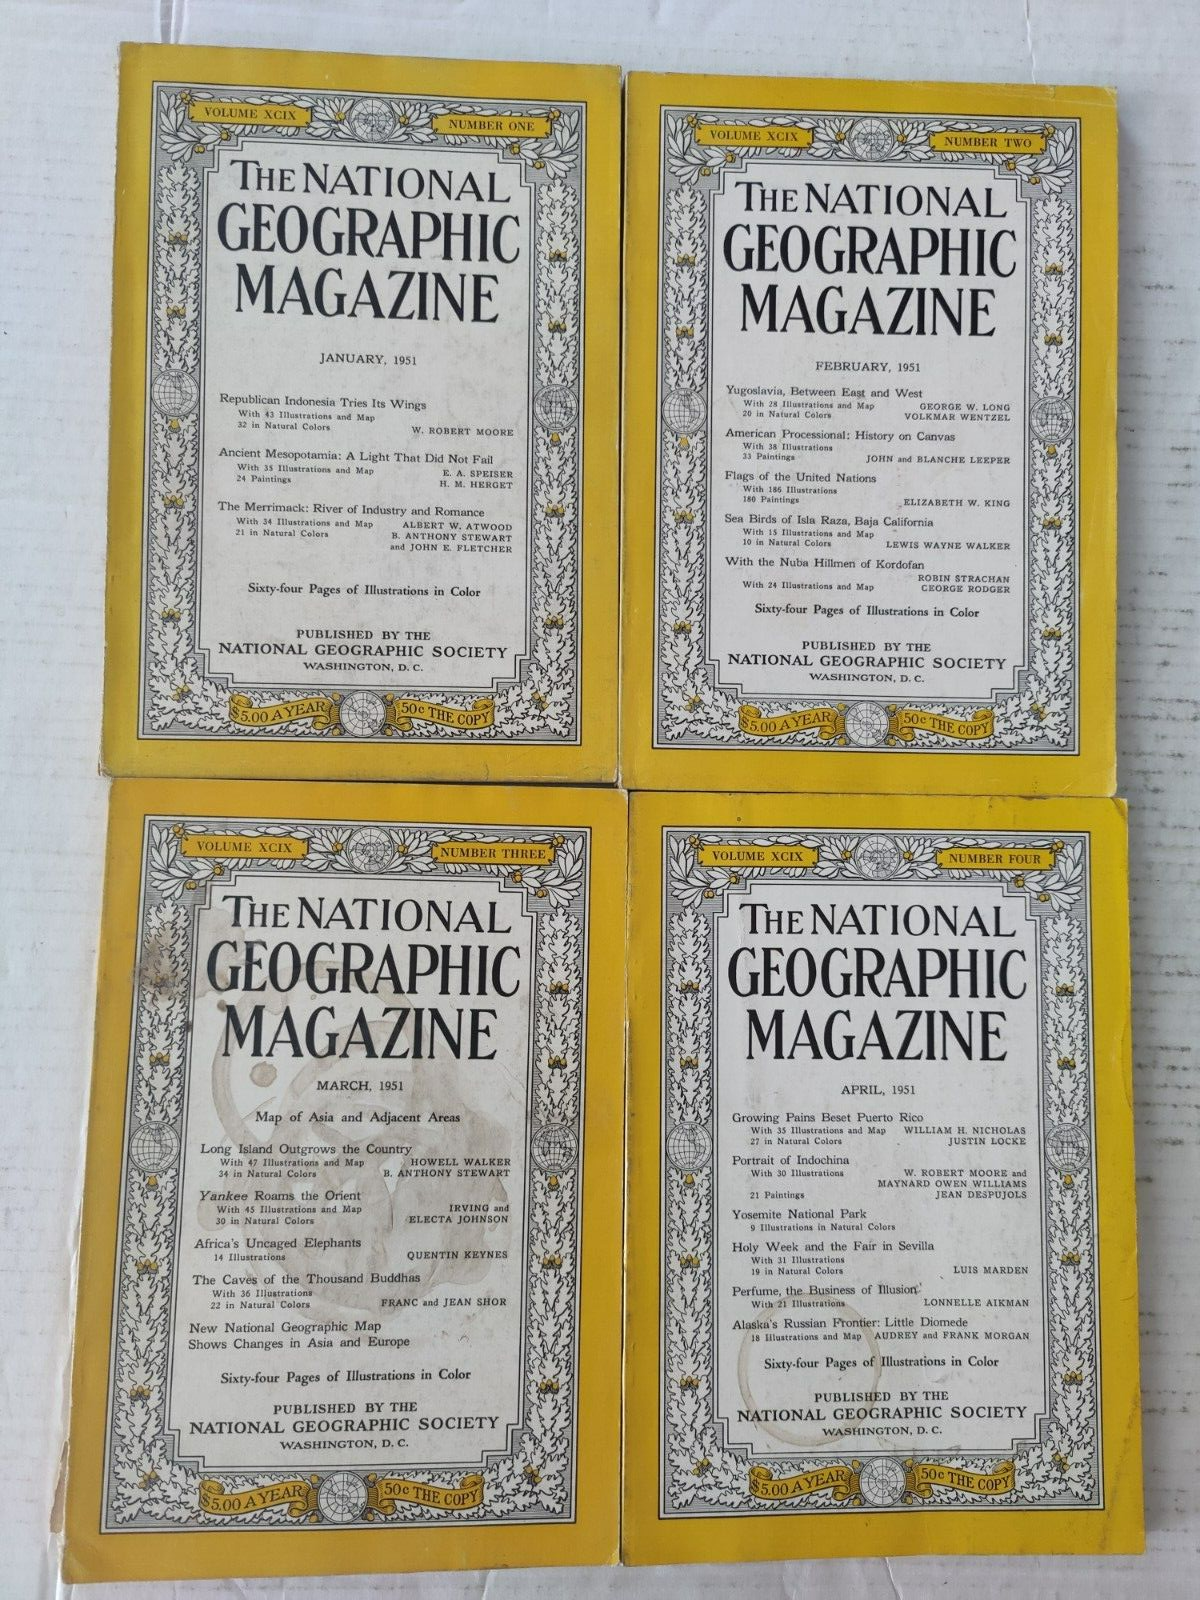 VOLUME XCIX
NUMBER ONE
THE NATIONAL
GEOGRAPHIC
MAGAZINE
JANUARY, 1951
Republican Indonesia Tries Its Wings
With 43 Illustrations and Map
32 in Natural Colors W. ROBERT MOORE
Ancient Mesopotamia: A Light That Did Not Fail
With 35 Illustrations and Map E. A. SPEISER
24 Paintings H. M. HERGET
The Merrimack: River of Industry and Romance
With 34 Illustrations and Map ALBERT W. ATWOOD
21 in Natural Colors B. ANTHONY STEWART
and JOHN E. FLETCHER
Sixty-four Pages of Illustrations in Color
PUBLISHED BY THE
NATIONAL GEOGRAPHIC SOCIETY
WASHINGTON, D. C.
$5.00 A YEAR
50c THE COPY
VOLUME XCIX
NUMBER TWO
THE NATIONAL
GEOGRAPHIC
MAGAZINE
FEBRUARY, 1951
Yugoslavia, Between East and West
With 28 Illustrations and Map GEORGE W. LONG
20 in Natural Colors VOLKMAR WENTZEL
American Processional: History on Canvas
With 38 Illustrations
33 Paintings JOHN and BLANCHE LEEPER
Flags of the United Nations
With 186 Illustrations
180 Paintings ELIZABETH W. KING
Sea Birds of Isla Raza, Baja California
With 15 Illustrations and Map
10 in Natural Colors LEWIS WAYNE WALKER
With the Nuba Hillmen of Kordofan
ROBIN STRACHAN
With 24 Illustrations and Map GEORGE RODGER
Sixty-four Pages of Illustrations in Color
PUBLISHED BY THE
NATIONAL GEOGRAPHIC SOCIETY
WASHINGTON, D. C.
$5.00 A YEAR
50c THE COPY
VOLUME XCIX
NUMBER THREE
THE NATIONAL
GEOGRAPHIC
MAGAZINE
MARCH, 1951
Map of Asia and Adjacent Areas
Long Island Outgrows the Country
With 47 Illustrations and Map HOWELL WALKER
34 in Natural Colors B. ANTHONY STEWART
Yankee Roams the Orient
With 45 Illustrations and Map IRVING and
30 in Natural Colors ELECTA JOHNSON
Africa's Uncaged Elephants
14 Illustrations QUENTIN KEYNES
The Caves of the Thousand Buddhas
With 36 Illustrations
22 in Natural Colors FRANC and JEAN SHOR
New National Geographic Map
Shows Changes in Asia and Europe
Sixty-four Pages of Illustrations in Color
PUBLISHED BY THE
NATIONAL GEOGRAPHIC SOCIETY
WASHINGTON, D. C.
$5.00 A YEAR
50c THE COPY
VOLUME XCIX
NUMBER FOUR
THE NATIONAL
GEOGRAPHIC
MAGAZINE
APRIL, 1951
Growing Pains Beset Puerto Rico
With 35 Illustrations and Map WILLIAM H. NICHOLAS
27 in Natural Colors JUSTIN LOCKE
Portrait of Indochina
With 30 Illustrations W. ROBERT MOORE and
MAYNARD OWEN WILLIAMS
21 Paintings JEAN DESPUJOLS
Yosemite National Park
9 Illustrations in Natural Colors
Holy Week and the Fair in Sevilla
With 31 Illustrations
19 in Natural Colors LUIS MARDEN
Perfume, the Business of Illusion
With 21 Illustrations LONNELLE AIKMAN
Alaska's Russian Frontier: Little Diomede
18 Illustrations and Map AUDREY and FRANK MORGAN
Sixty-four Pages of Illustrations in Color
PUBLISHED BY THE
NATIONAL GEOGRAPHIC SOCIETY
WASHINGTON, D. C.
$5.00 A YEAR
50c THE COPY